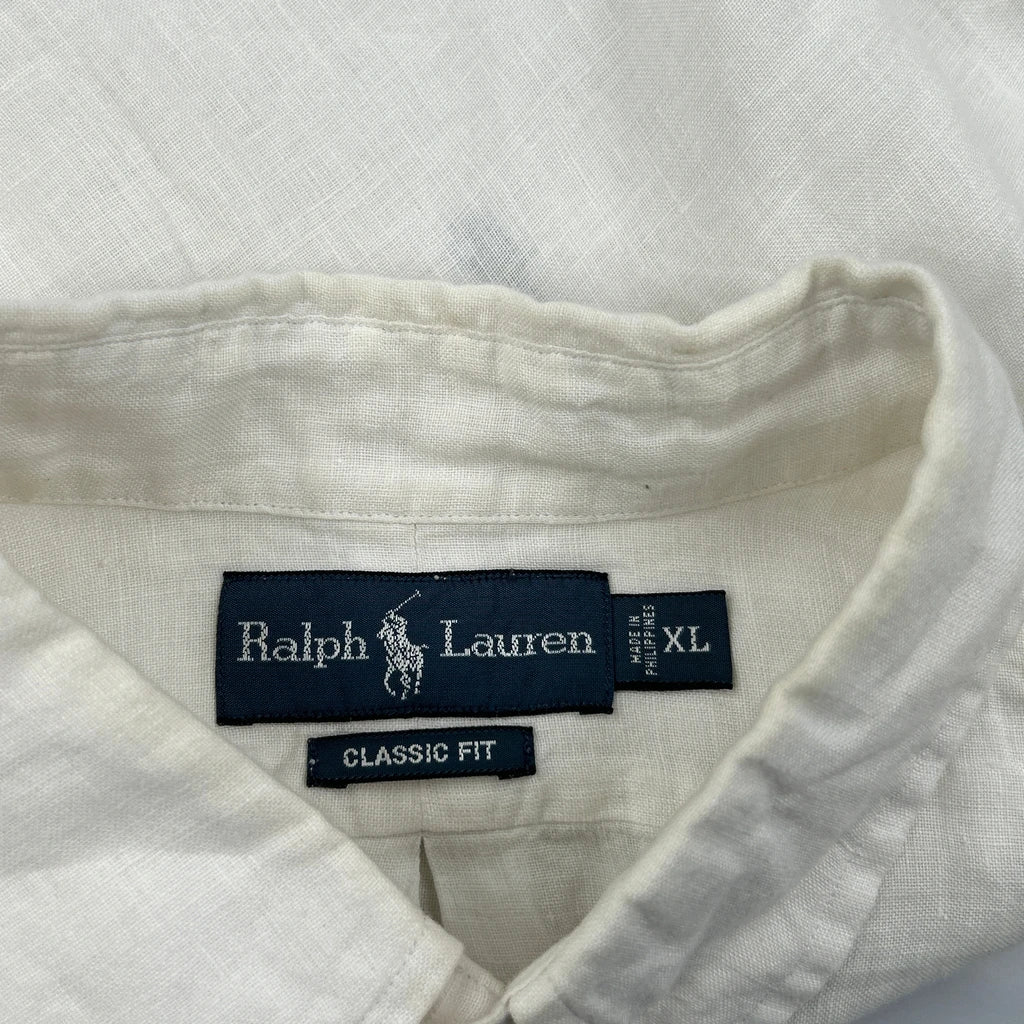 Ralph Lauren
MADE IN
PHILIPPINES
XL
CLASSIC FIT